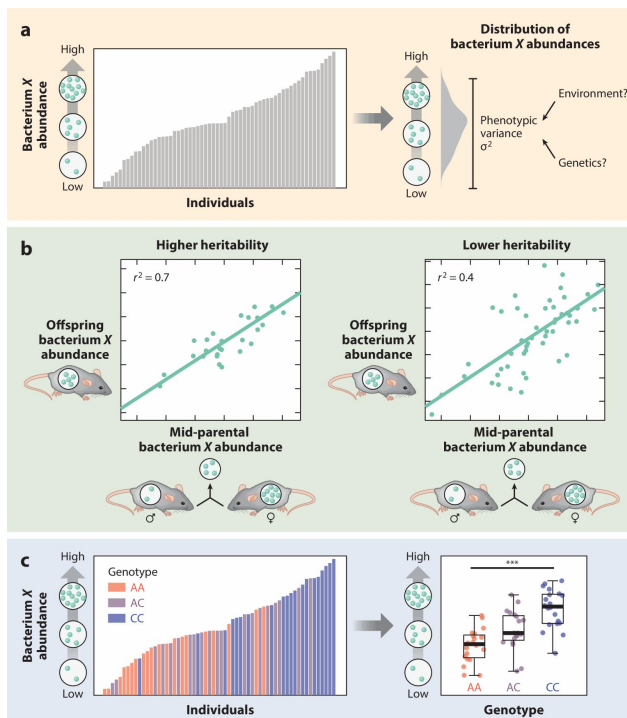 a
High
Bacterium X
abundance
Low
Individuals
Distribution of
bacterium X abundances
High
Low
Phenotypic
variance
σ²
Environment?
Genetics?
b
Higher heritability
r² = 0.7
Offspring
bacterium X
abundance
Mid-parental
bacterium X abundance
♂
♀
Lower heritability
r² = 0.4
Offspring
bacterium X
abundance
Mid-parental
bacterium X abundance
♂
♀
c
High
Bacterium X
abundance
Low
Genotype
AA
AC
CC
Individuals
High
Low
***
AA AC CC
Genotype